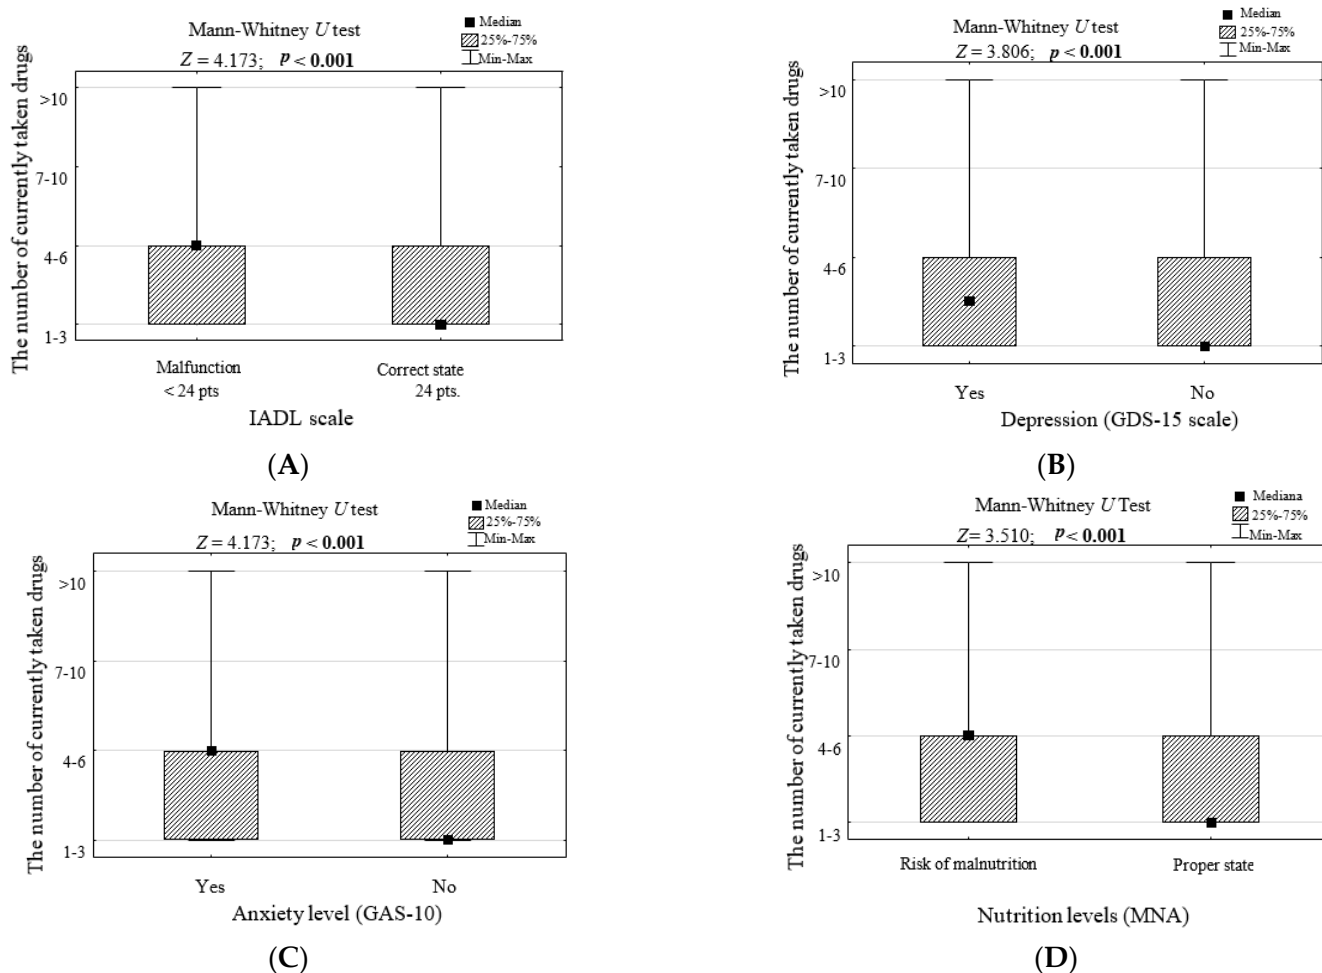 Mann-Whitney U test
Median
25%-75%
Min-Max
Z = 4.173; p < 0.001
The number of currently taken drugs
>10
7-10
4-6
1-3
Malfunction
< 24 pts
Correct state
24 pts.
IADL scale
(A)
Mann-Whitney U test
Median
25%-75%
Min-Max
Z = 3.806; p < 0.001
The number of currently taken drugs
>10
7-10
4-6
1-3
Yes
No
Depression (GDS-15 scale)
(B)
Mann-Whitney U test
Median
25%-75%
Min-Max
Z = 4.173; p < 0.001
The number of currently taken drugs
>10
7-10
4-6
1-3
Yes
No
Anxiety level (GAS-10)
(C)
Mann-Whitney U Test
Mediana
25%-75%
Min-Max
Z = 3.510; p < 0.001
The number of currently taken drugs
>10
7-10
4-6
1-3
Risk of malnutrition
Proper state
Nutrition levels (MNA)
(D)